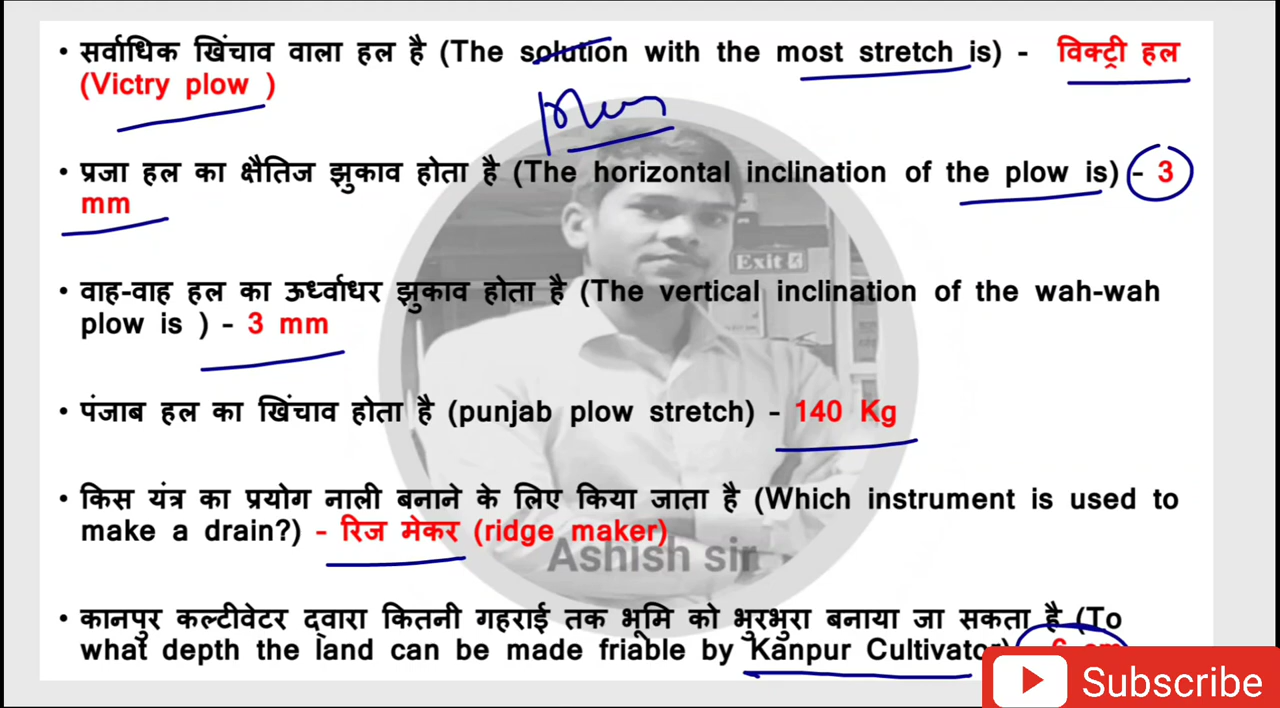 • सर्वाधिक खिंचाव वाला हल है (The solution with the most stretch is) - विक्ट्री हल
(Victry plow )
plow
• प्रजा हल का क्षैतिज झुकाव होता है (The horizontal inclination of the plow is) - 3
mm
Exit
• वाह-वाह हल का ऊर्ध्वाधर झुकाव होता है (The vertical inclination of the wah-wah
plow is ) - 3 mm
• पंजाब हल का खिंचाव होता है (punjab plow stretch) - 140 Kg
• किस यंत्र का प्रयोग नाली बनाने के लिए किया जाता है (Which instrument is used to
make a drain?) - रिज मेकर (ridge maker)
Ashish sir
• कानपुर कल्टीवेटर द्वारा कितनी गहराई तक भूमि को भुरभुरा बनाया जा सकता है (To
what depth the land can be made friable by Kanpur Cultivator)
Subscribe